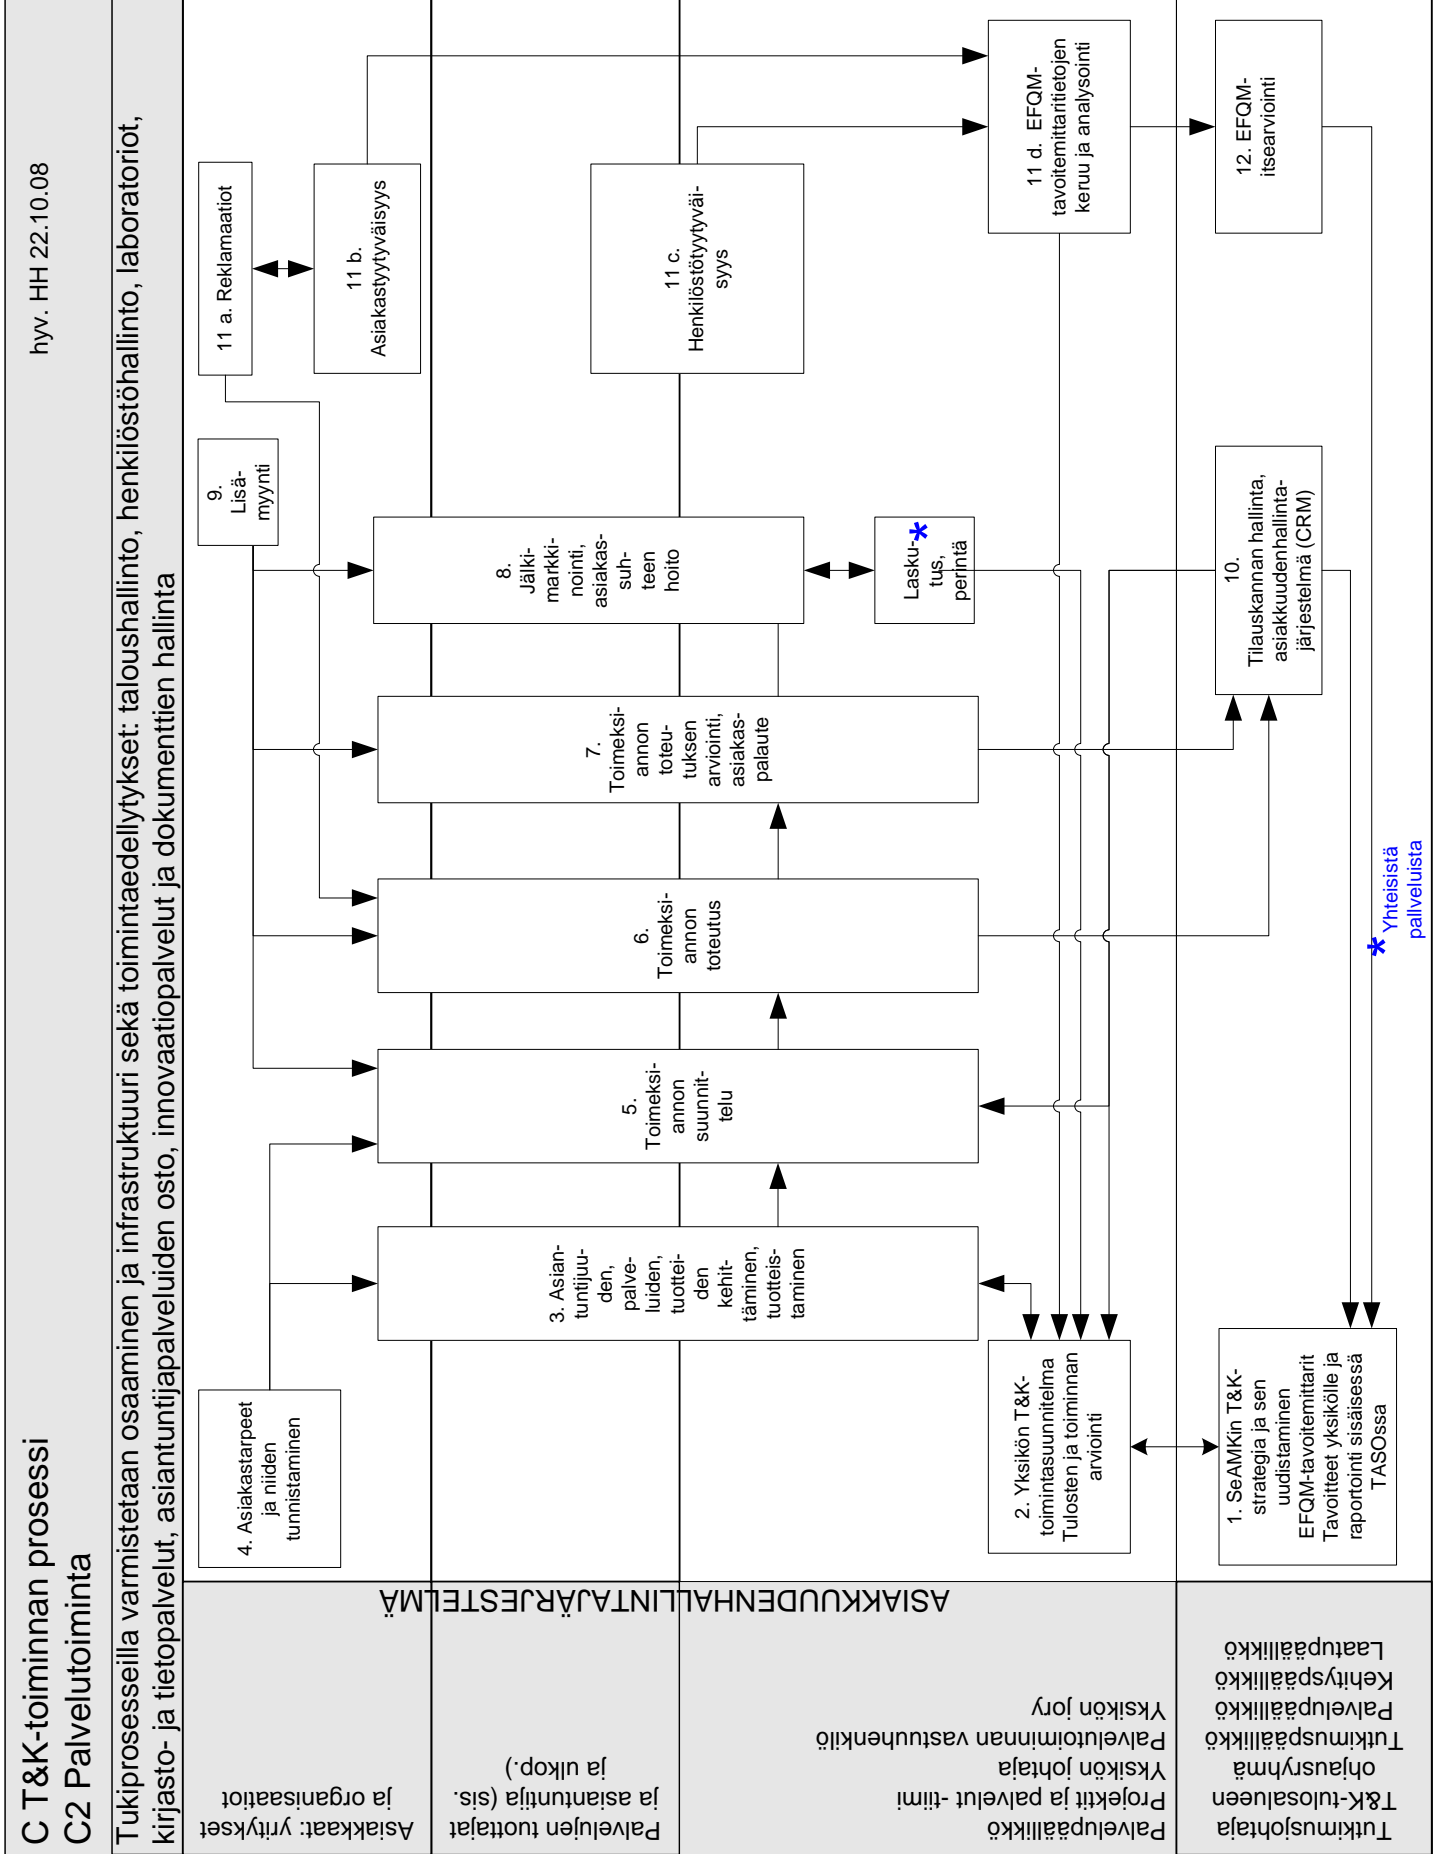 C T&K-toiminnan prosessi
hyv. HH 22.10.08
C2 Palvelutoiminta
Tukiprosesseilla varmistetaan osaaminen ja infrastruktuuri sekä toimintaedellytykset: taloushallinto, henkilöstöhallinto, laboratoriot,
kirjasto- ja tietopalvelut, asiantuntijapalveluiden osto, innovaatiopalvelut ja dokumenttien hallinta
Asiakkaat: yritykset
ja organisaatiot
Palvelujen tuottajat
ja asiantuntija (sis.
ja ulkop.)
Palvelupäällikkö
Projektit ja palvelut -tiimi
Yksikön johtaja
Palvelutoiminnan vastuuhenkilö
Yksikön jory
Tutkimusjohtaja
T&K-tulosalueen
ohjausryhmä
Tutkimuspäällikkö
Palvelupäällikkö
Kehityspäällikkö
Laatupäällikkö
ASIAKKUUDENHALLINTAJÄRJESTELMÄ
4. Asiakastarpeet
ja niiden
tunnistaminen
9.
Lisä-
myynti
11 a. Reklamaatiot
11 b.
Asiakastyytyväisyys
3. Asian-
tuntijuu-
den,
palve-
luiden,
tuottei-
den
kehit-
täminen,
tuotteis-
taminen
5.
Toimeksi-
annon
suunnit-
telu
6.
Toimeksi-
annon
toteutus
7.
Toimeksi-
annon
toteu-
tuksen
arviointi,
asiakas-
palaute
8.
Jälki-
markki-
nointi,
asiakas-
suh-
teen
hoito
11 c.
Henkilöstötyytyväi-
syys
Lasku-*
tus,
perintä
2. Yksikön T&K-
toimintasuunnitelma
Tulosten ja toiminnan
arviointi
11 d. EFQM-
tavoitemittaritietojen
keruu ja analysointi
1. SeAMKin T&K-
strategia ja sen
uudistaminen
EFQM-tavoitemittarit
Tavoitteet yksikölle ja
raportointi sisäisessä
TASOssa
10.
Tilauskannan hallinta,
asiakkuudenhallinta-
järjestelmä (CRM)
12. EFQM-
itsearviointi
* Yhteisistä
pallveluista